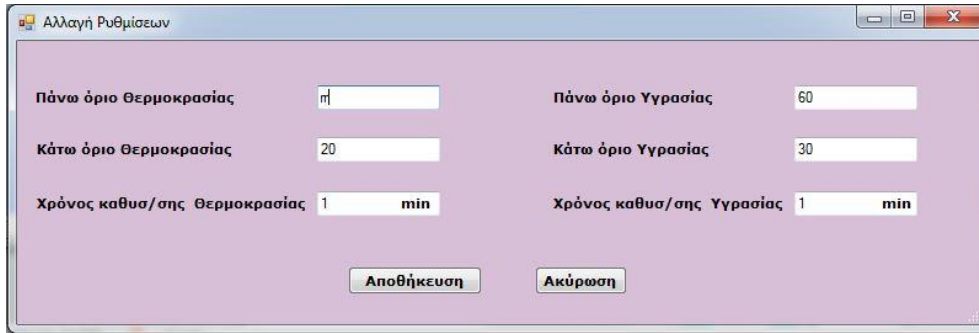 Αλλαγή Ρυθμίσεων
Πάνω όριο Θερμοκρασίας
Πάνω όριο Υγρασίας 60
Κάτω όριο Θερμοκρασίας 20
Κάτω όριο Υγρασίας 30
Χρόνος καθυσ/σης Θερμοκρασίας 1 min
Χρόνος καθυσ/σης Υγρασίας 1 min
Αποθήκευση
Ακύρωση